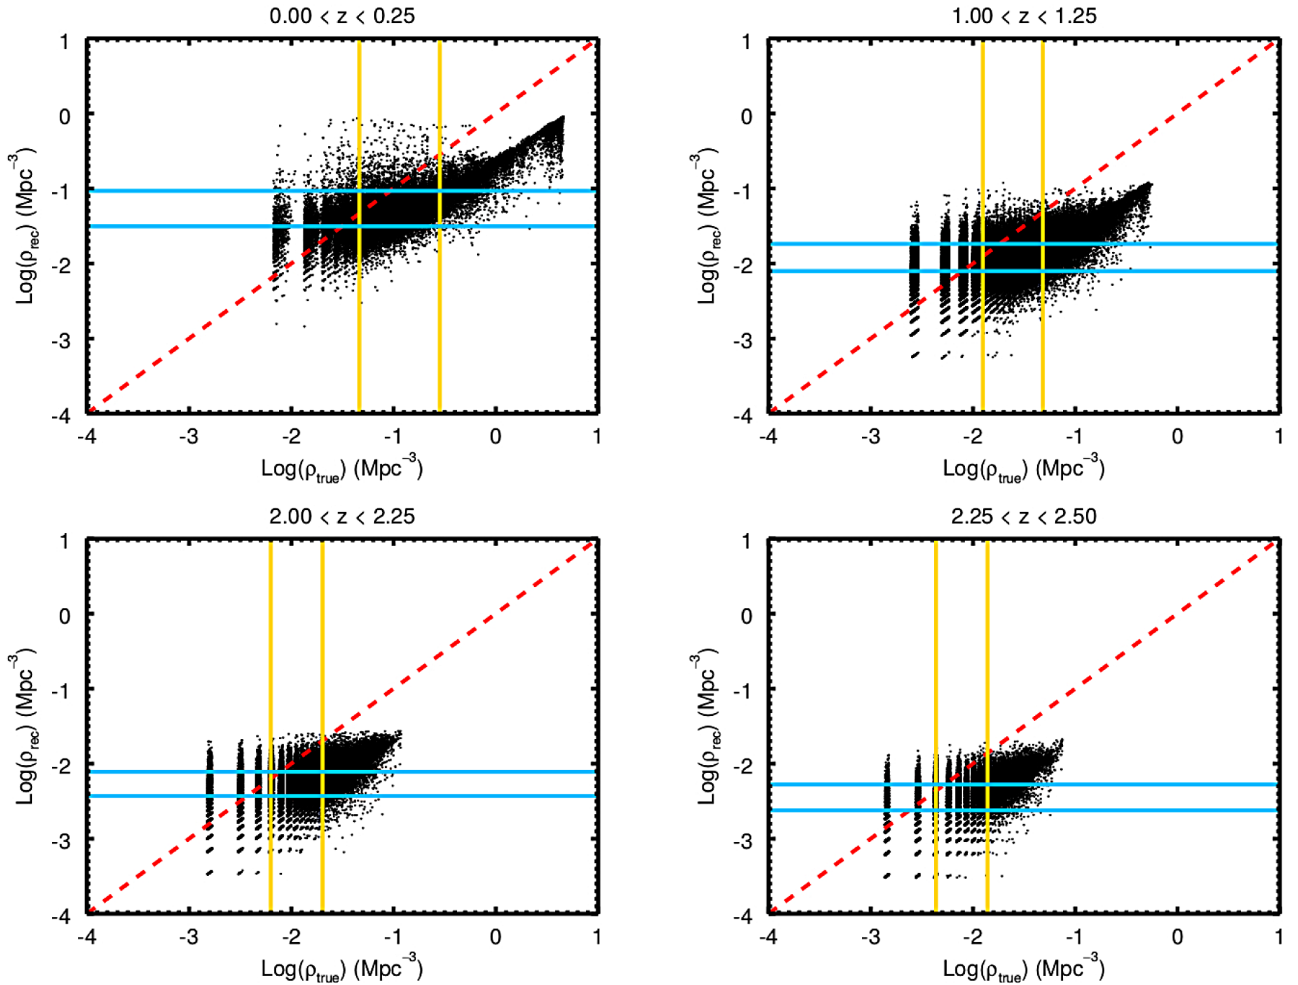 0.00 < z < 0.25
1
0
-1
-2
-3
-4
Log(ρrec) (Mpc⁻³)
-4 -3 -2 -1 0 1
Log(ρtrue) (Mpc⁻³)
1.00 < z < 1.25
1
0
-1
-2
-3
-4
Log(ρrec) (Mpc⁻³)
-4 -3 -2 -1 0 1
Log(ρtrue) (Mpc⁻³)
2.00 < z < 2.25
1
0
-1
-2
-3
-4
Log(ρrec) (Mpc⁻³)
-4 -3 -2 -1 0 1
Log(ρtrue) (Mpc⁻³)
2.25 < z < 2.50
1
0
-1
-2
-3
-4
Log(ρrec) (Mpc⁻³)
-4 -3 -2 -1 0 1
Log(ρtrue) (Mpc⁻³)